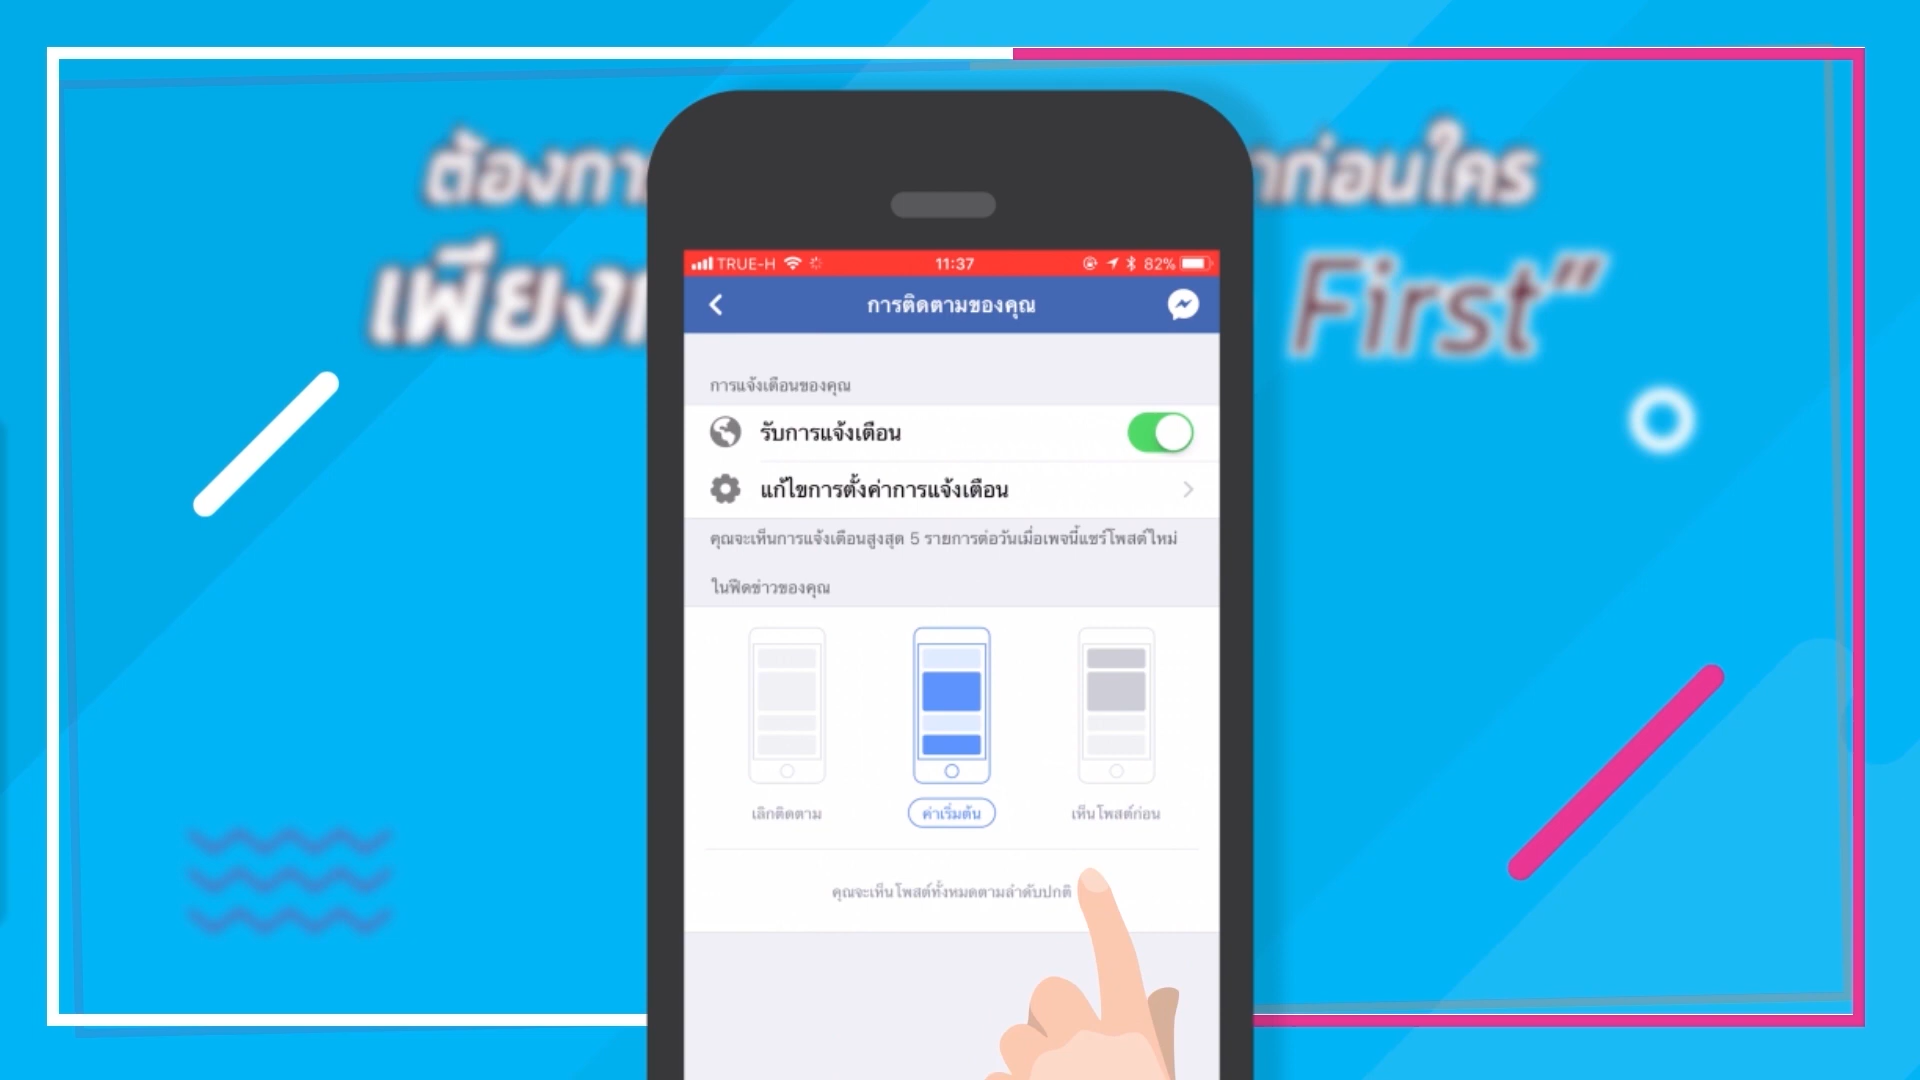 ต้องกา
าก่อนใคร
เพียงก
First”
TRUE-H 11:37 82%
การติดตามของคุณ
การแจ้งเตือนของคุณ
รับการแจ้งเตือน
แก้ไขการตั้งค่าการแจ้งเตือน
คุณจะเห็นการแจ้งเตือนสูงสุด 5 รายการต่อวันเมื่อเพจนี้แชร์โพสต์ใหม่
ในฟีดข่าวของคุณ
เลิกติดตาม ค่าเริ่มต้น เห็นโพสต์ก่อน
คุณจะเห็นโพสต์ทั้งหมดตามลำดับปกติ